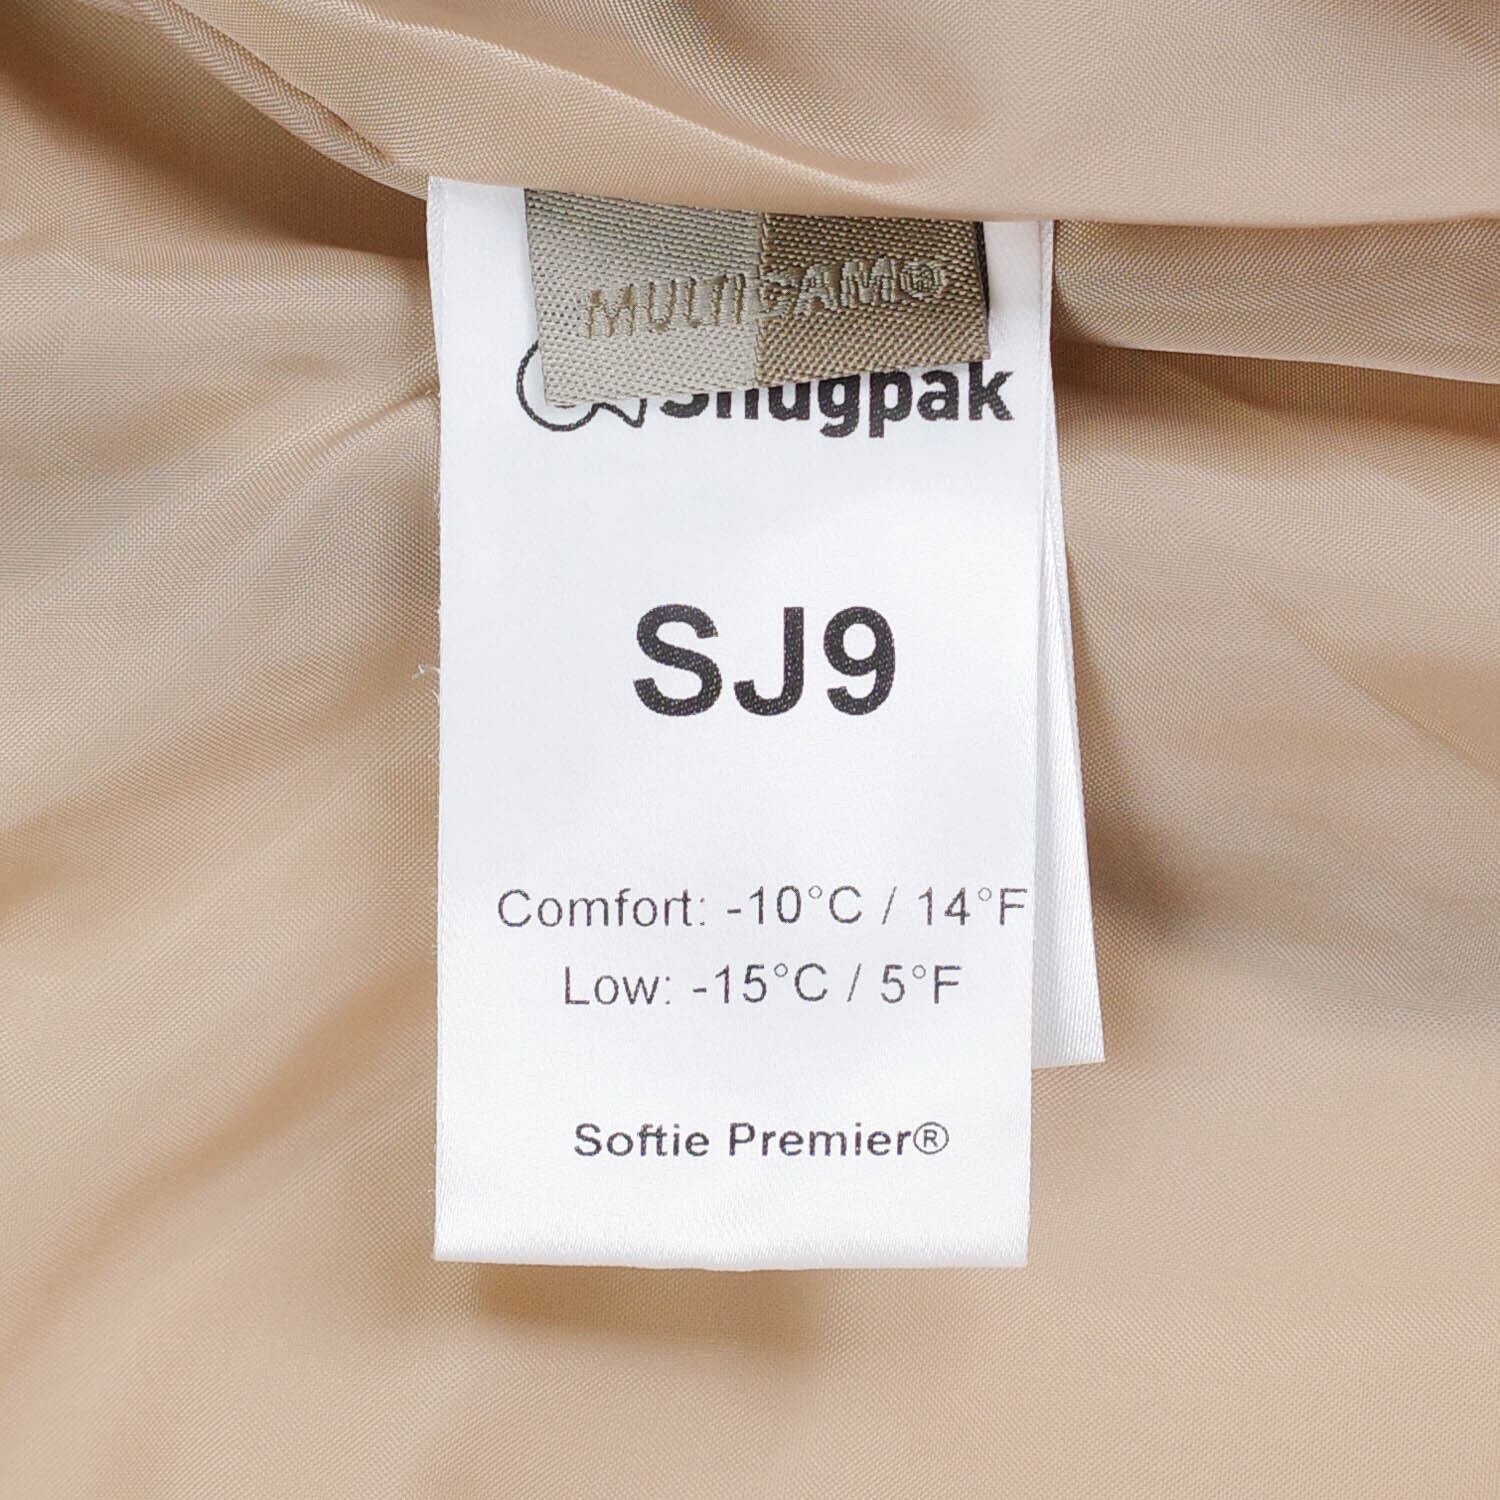 MULTICAM®
Snugpak
SJ9
Comfort: -10°C / 14°F
Low: -15°C / 5°F
Softie Premier®